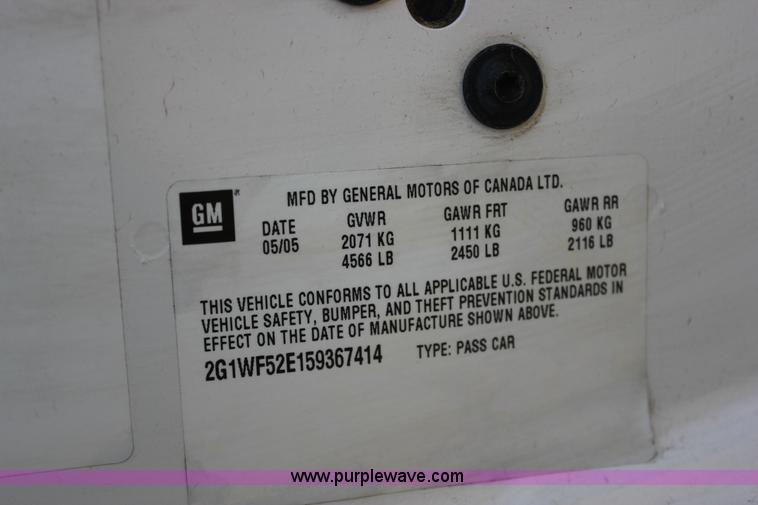 GM
MFD BY GENERAL MOTORS OF CANADA LTD.
DATE GVWR GAWR FRT GAWR RR
05/05 2071 KG 1111 KG 960 KG
4566 LB 2450 LB 2116 LB
THIS VEHICLE CONFORMS TO ALL APPLICABLE U.S. FEDERAL MOTOR
VEHICLE SAFETY, BUMPER, AND THEFT PREVENTION STANDARDS IN
EFFECT ON THE DATE OF MANUFACTURE SHOWN ABOVE.
2G1WF52E159367414 TYPE: PASS CAR
www.purplewave.com